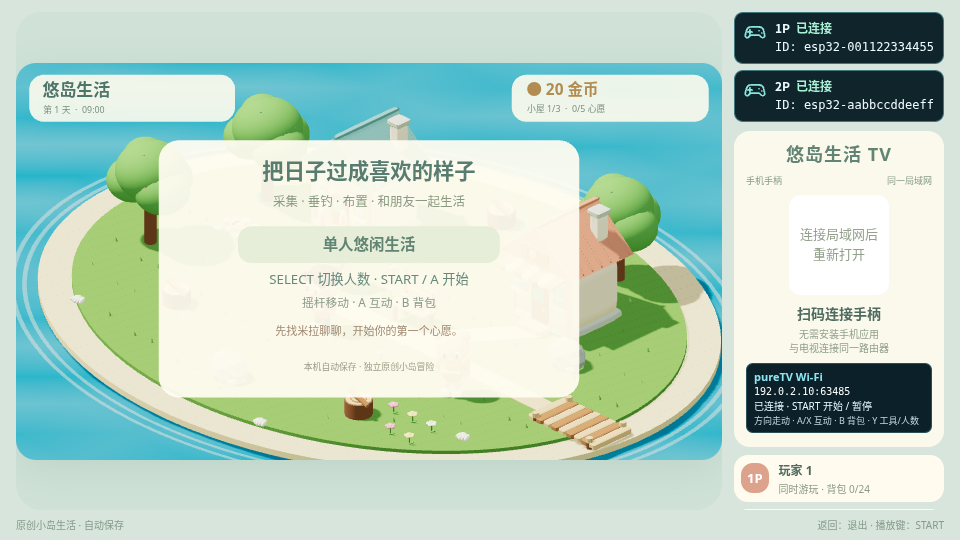 悠岛生活
第 1 天 · 09:00
20 金币
小屋 1/3 · 0/5 心愿
把日子过成喜欢的样子
采集 · 垂钓 · 布置 · 和朋友一起生活
单人悠闲生活
SELECT 切换人数 · START / A 开始
摇杆移动 · A 互动 · B 背包
先找米拉聊聊，开始你的第一个心愿。
本机自动保存 · 独立原创小岛冒险
1P 已连接
ID: esp32-001122334455
2P 已连接
ID: esp32-aabbccddeeff
悠岛生活 TV
手机手柄 同一局域网
连接局域网后
重新打开
扫码连接手柄
无需安装手机应用
与电视连接同一路由器
pureTV Wi-Fi
192.0.2.10:63485
已连接 · START 开始 / 暂停
方向走动 · A/X 互动 · B 背包 · Y 工具/人数
1P
玩家 1
同时游玩 · 背包 0/24
原创小岛生活 · 自动保存
返回：退出 · 播放键：START